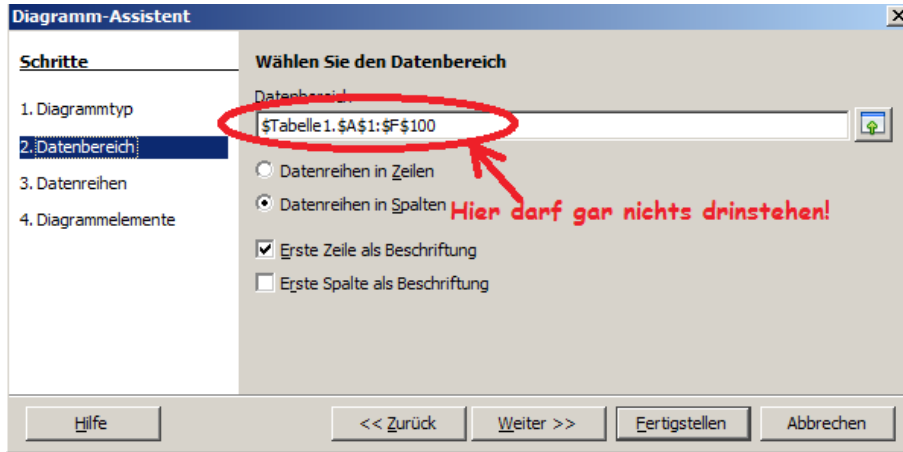 Diagramm-Assistent
Schritte
1. Diagrammtyp
2. Datenbereich
3. Datenreihen
4. Diagrammelemente
Wählen Sie den Datenbereich
Datenbereich
$Tabelle1.$A$1:$F$100
Datenreihen in Zeilen
Datenreihen in Spalten
Hier darf gar nichts drinstehen!
Erste Zeile als Beschriftung
Erste Spalte als Beschriftung
Hilfe
<< Zurück
Weiter >>
Fertigstellen
Abbrechen